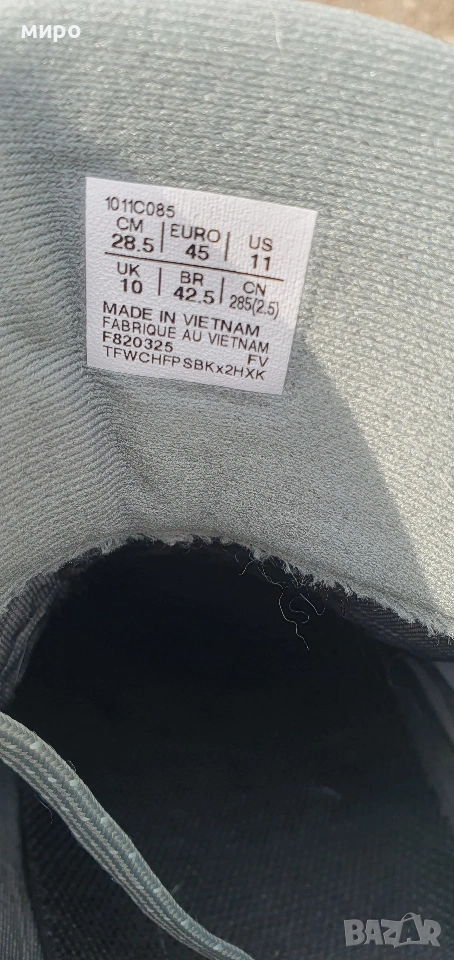 миро
1011C085
CM | EURO | US
28.5 | 45 | 11
UK | BR | CN
10 | 42.5 | 285(2.5)
MADE IN VIETNAM
FABRIQUE AU VIETNAM
F820325 FV
TFWCHFPSBKx2HXK
BAZAR